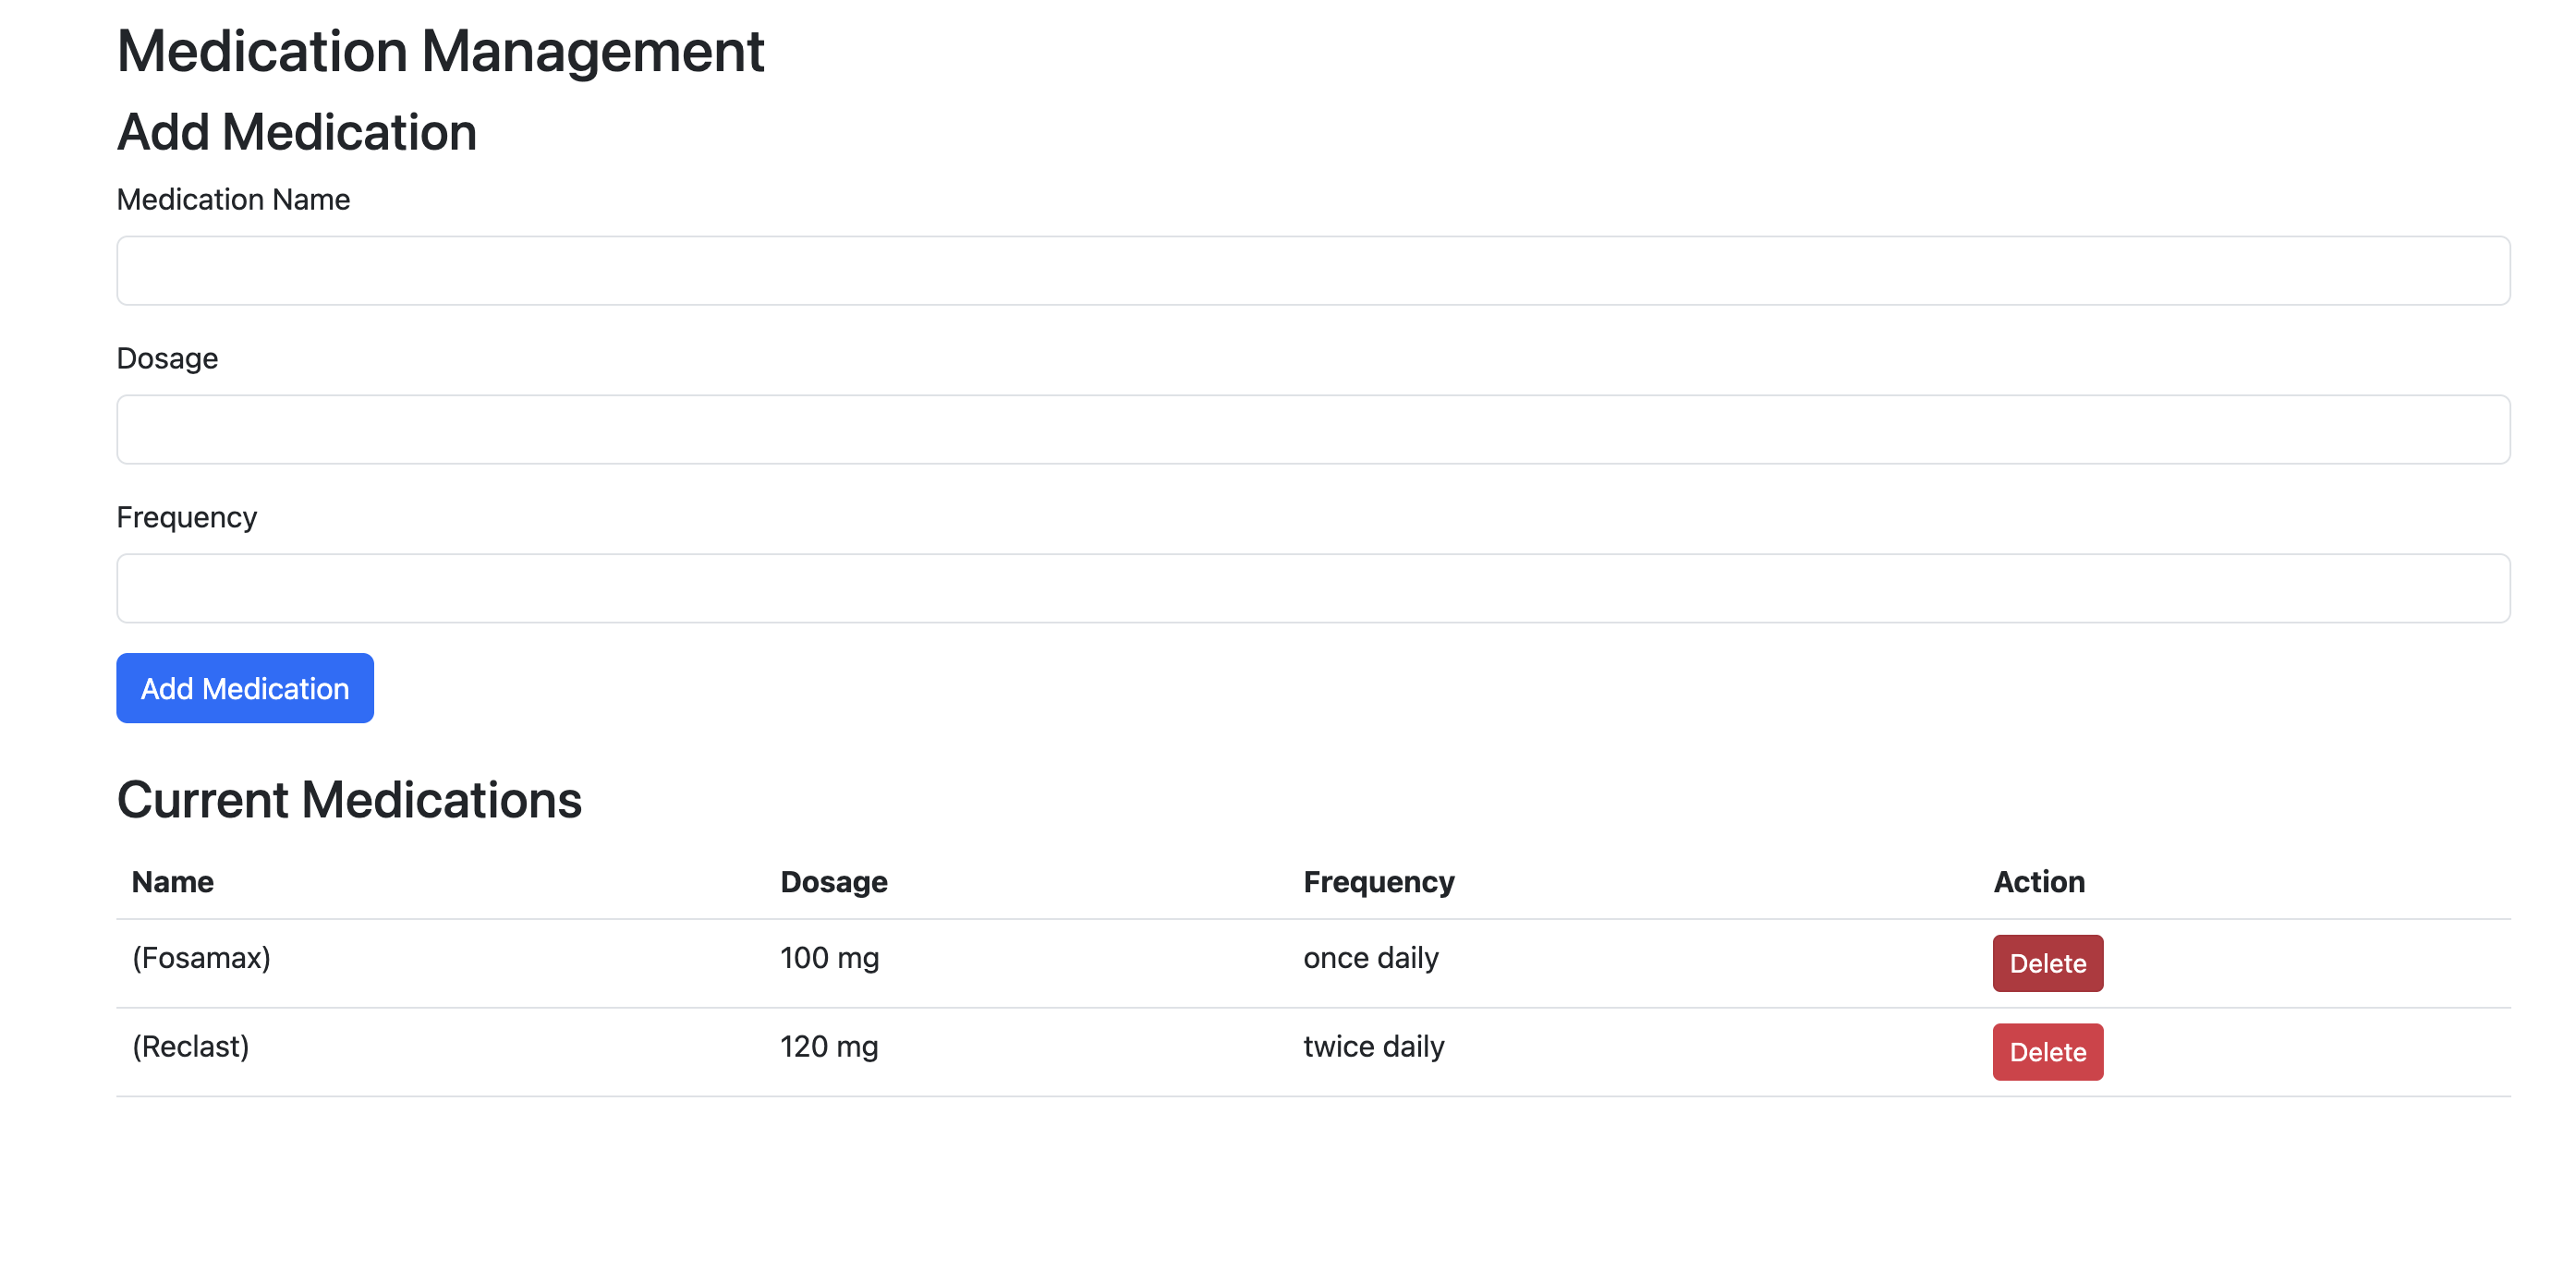 Medication Management
Add Medication
Medication Name
Dosage
Frequency
Add Medication
Current Medications
Name Dosage Frequency Action
(Fosamax) 100 mg once daily Delete
(Reclast) 120 mg twice daily Delete